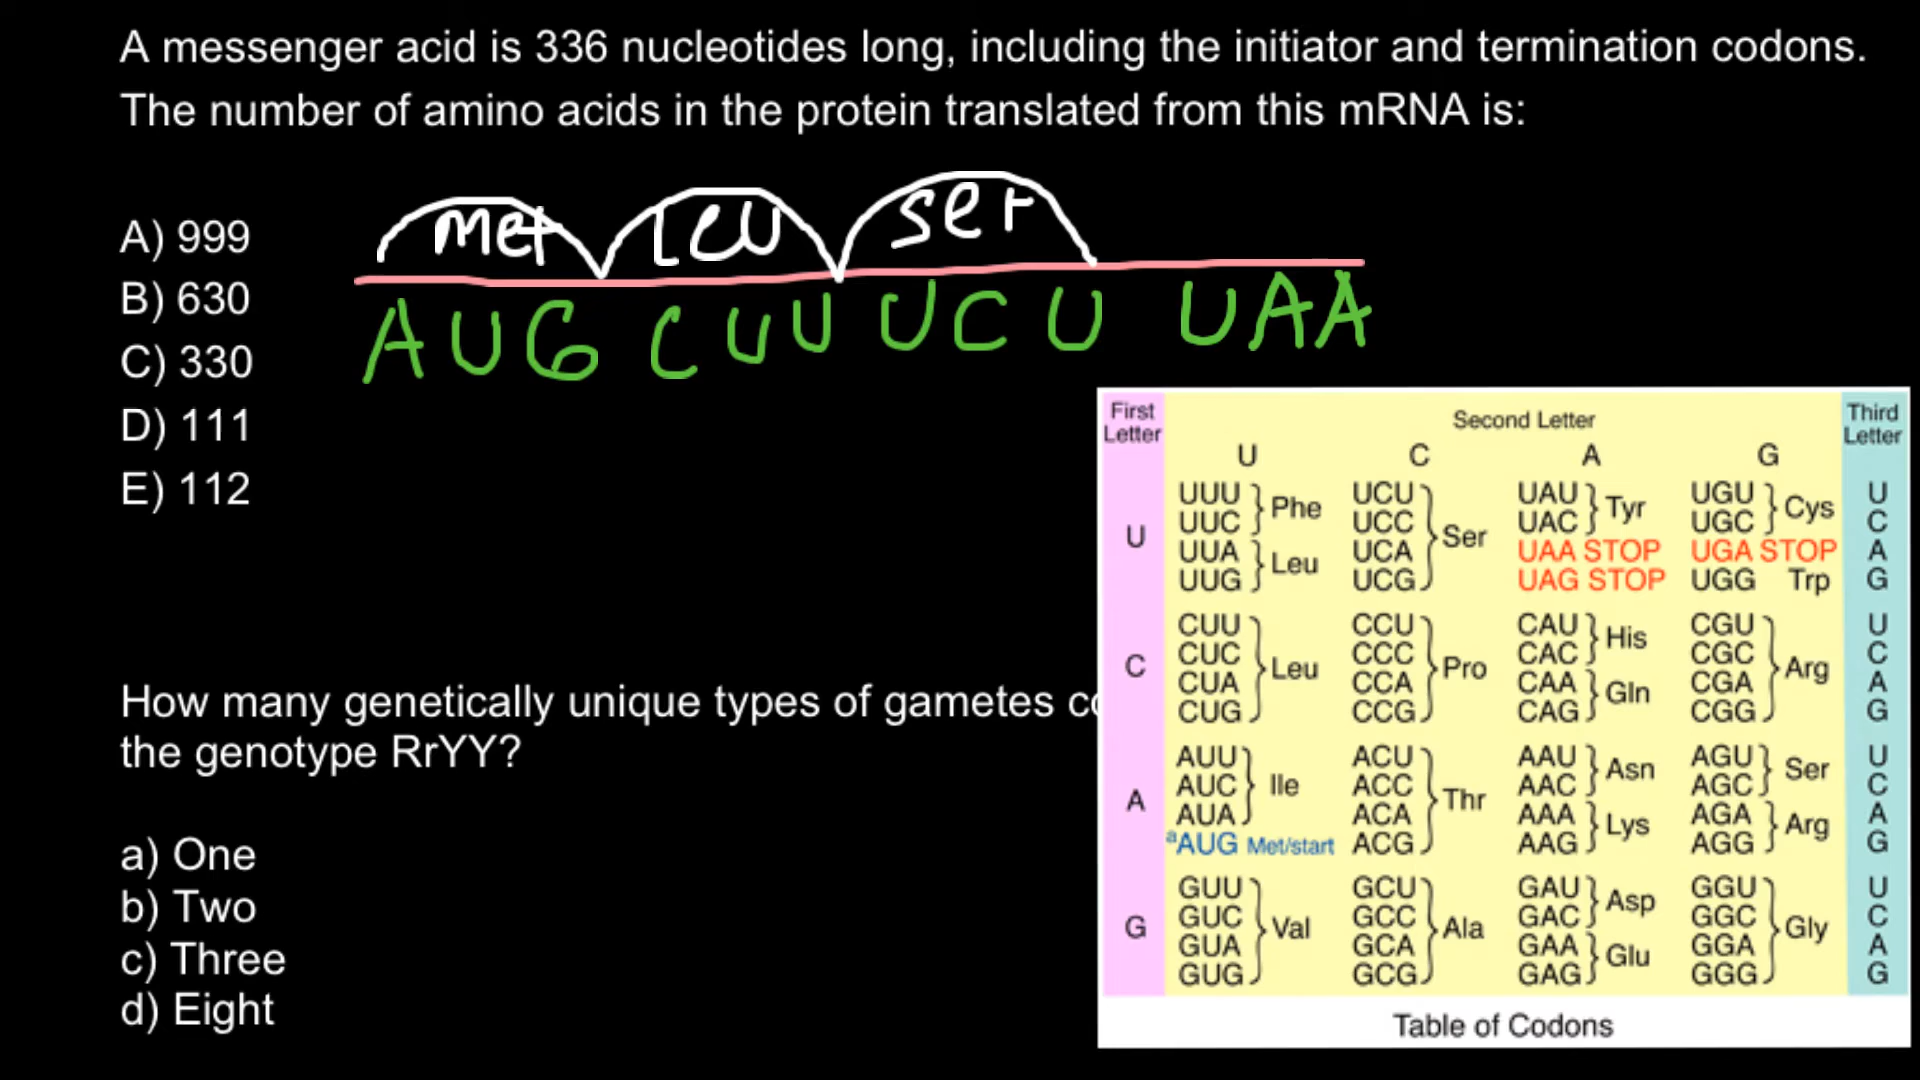 A messenger acid is 336 nucleotides long, including the initiator and termination codons.
The number of amino acids in the protein translated from this mRNA is:
A) 999
B) 630
C) 330
D) 111
E) 112
met Leu ser
AUG CUU UCU UAA
How many genetically unique types of gametes
the genotype RrYY?
a) One
b) Two
c) Three
d) Eight
First Letter
Second Letter
Third Letter
U C A G
U
UUU UUC Phe
UUA UUG Leu
UCU UCC UCA UCG Ser
UAU UAC Tyr
UAA STOP
UAG STOP
UGU UGC Cys
UGA STOP
UGG Trp
U C A G
C
CUU CUC CUA CUG Leu
CCU CCC CCA CCG Pro
CAU CAC His
CAA CAG Gln
CGU CGC CGA CGG Arg
U C A G
A
AUU AUC AUA Ile
aAUG Met/start
ACU ACC ACA ACG Thr
AAU AAC Asn
AAA AAG Lys
AGU AGC Ser
AGA AGG Arg
U C A G
G
GUU GUC GUA GUG Val
GCU GCC GCA GCG Ala
GAU GAC Asp
GAA GAG Glu
GGU GGC GGA GGG Gly
U C A G
Table of Codons